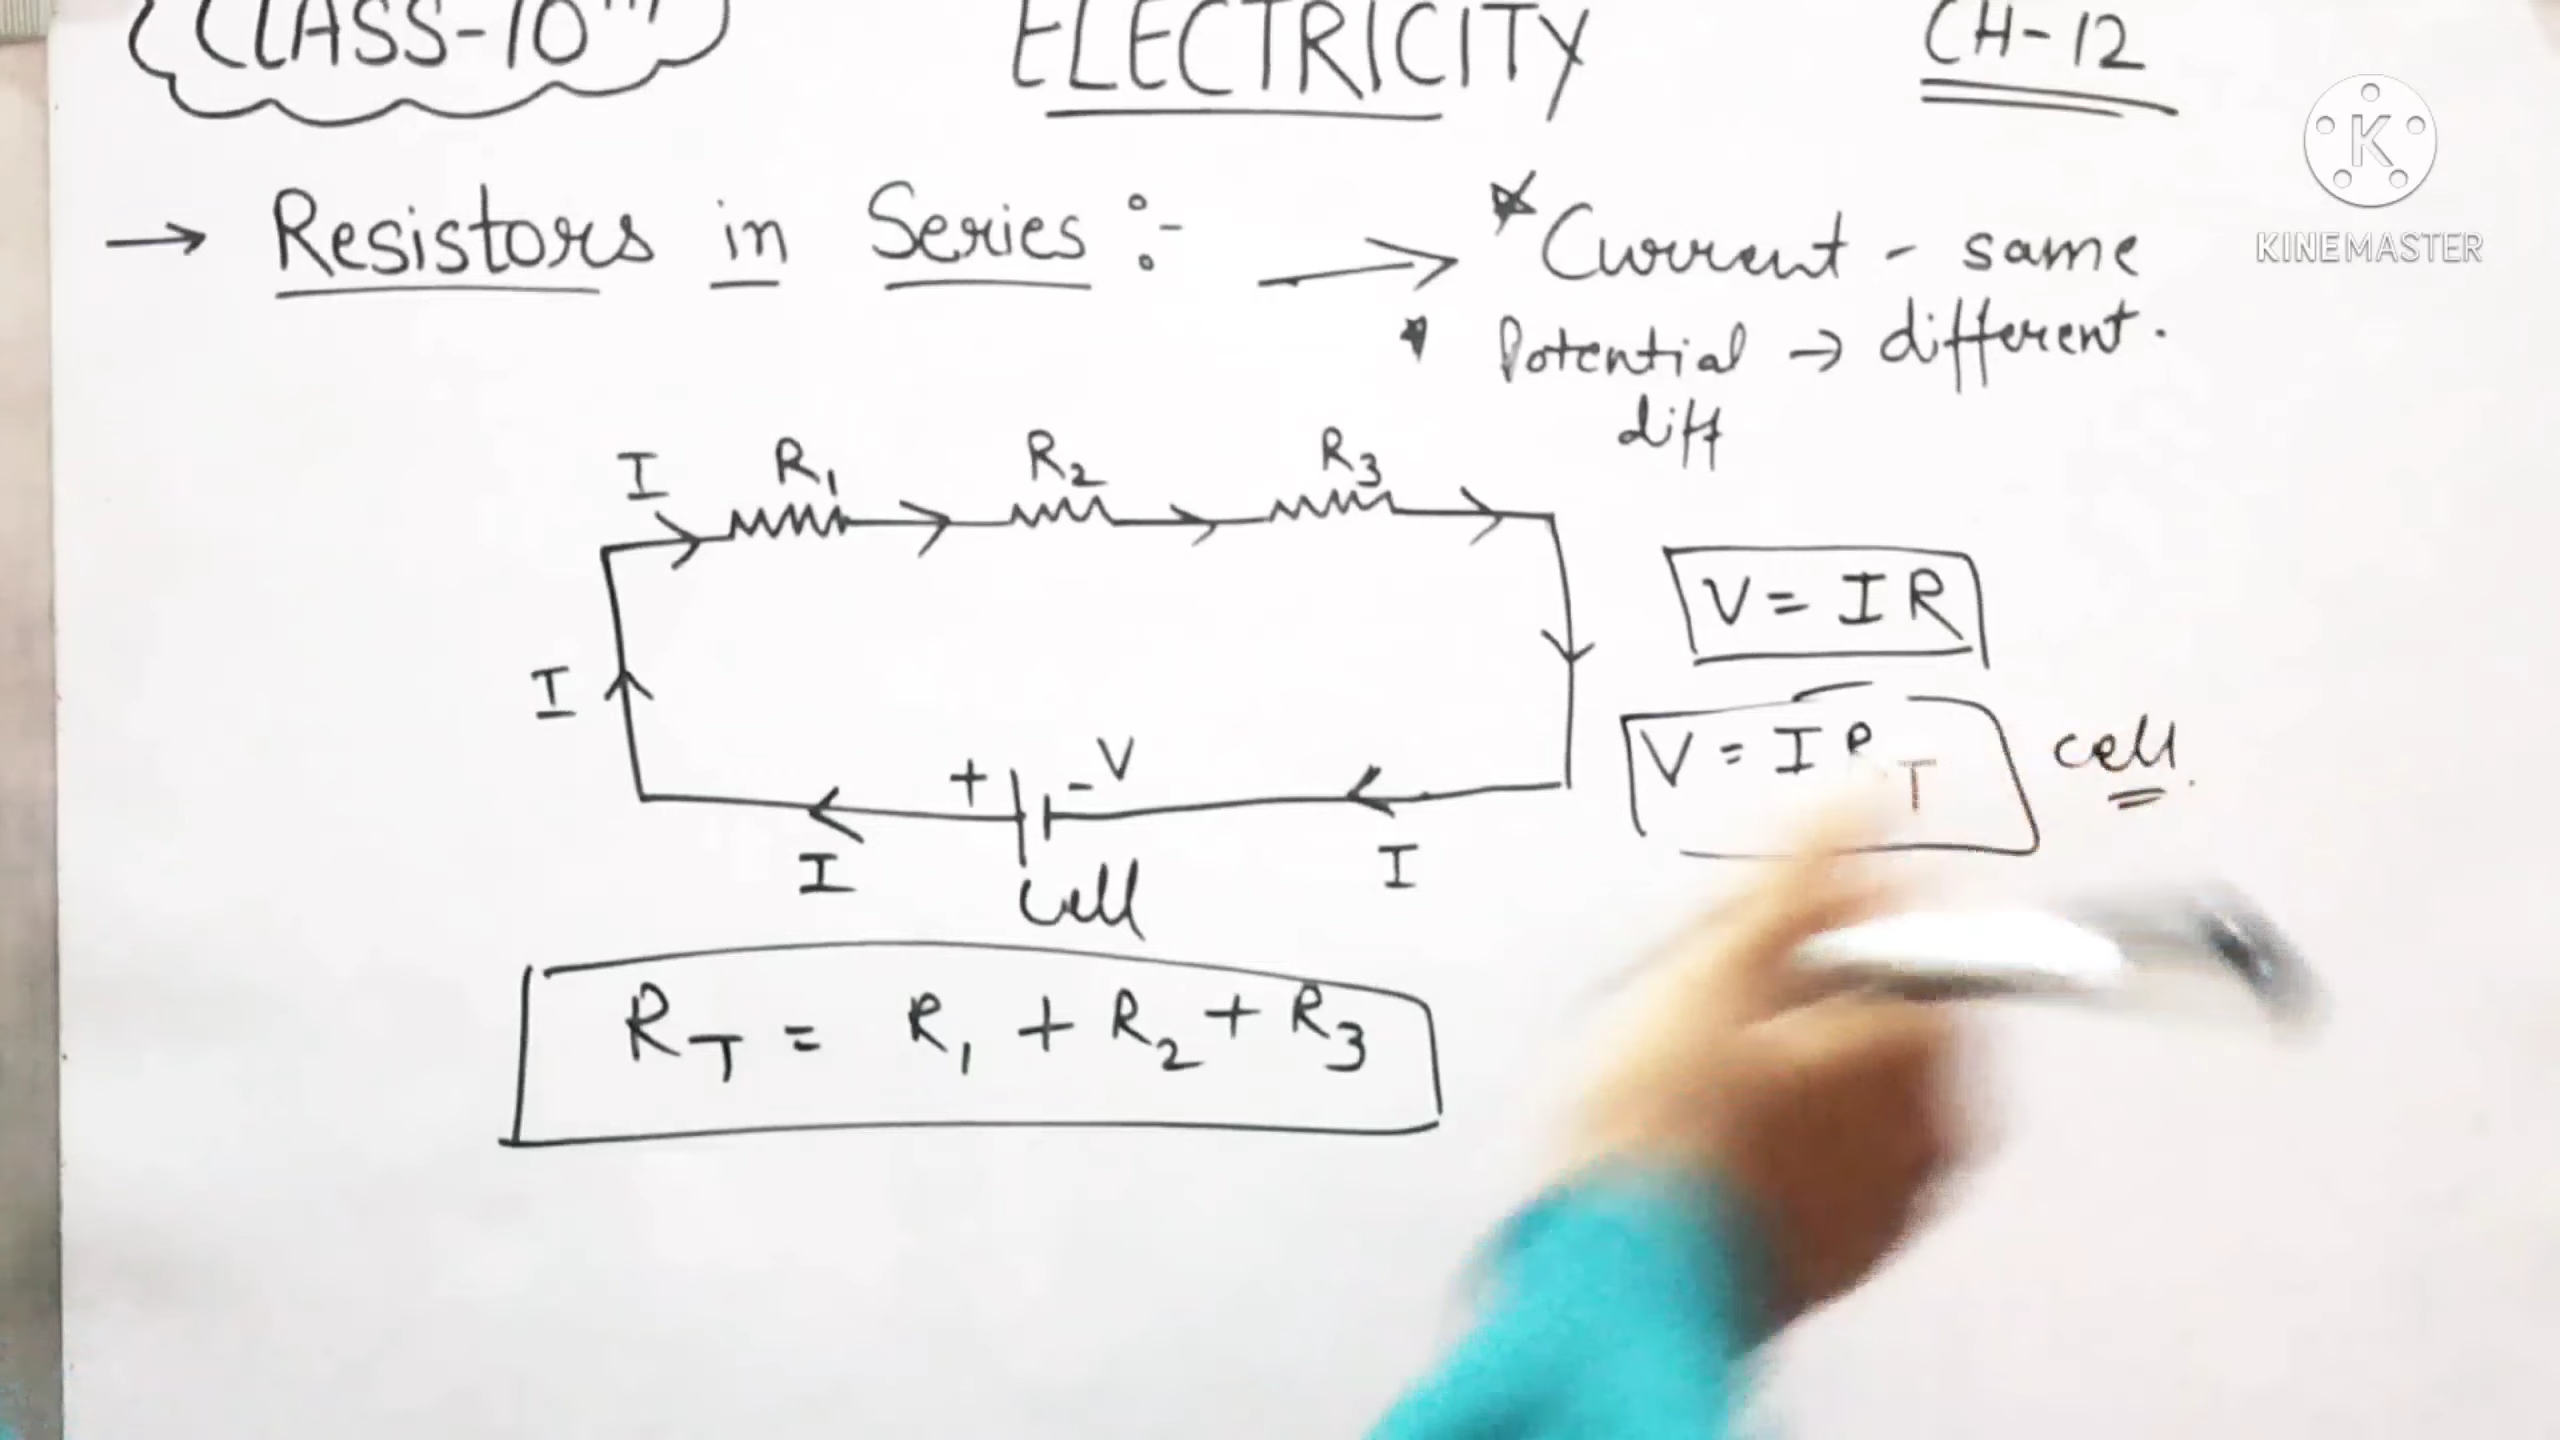 CLASS-10th ELECTRICITY CH-12
→ Resistors in Series :- → * Current - same
* Potential diff → different.
I R1 R2 R3
V = I R
I
V = I RT cell.
+ - V
I I
Cell
RT = R1 + R2 + R3
K
KINEMASTER